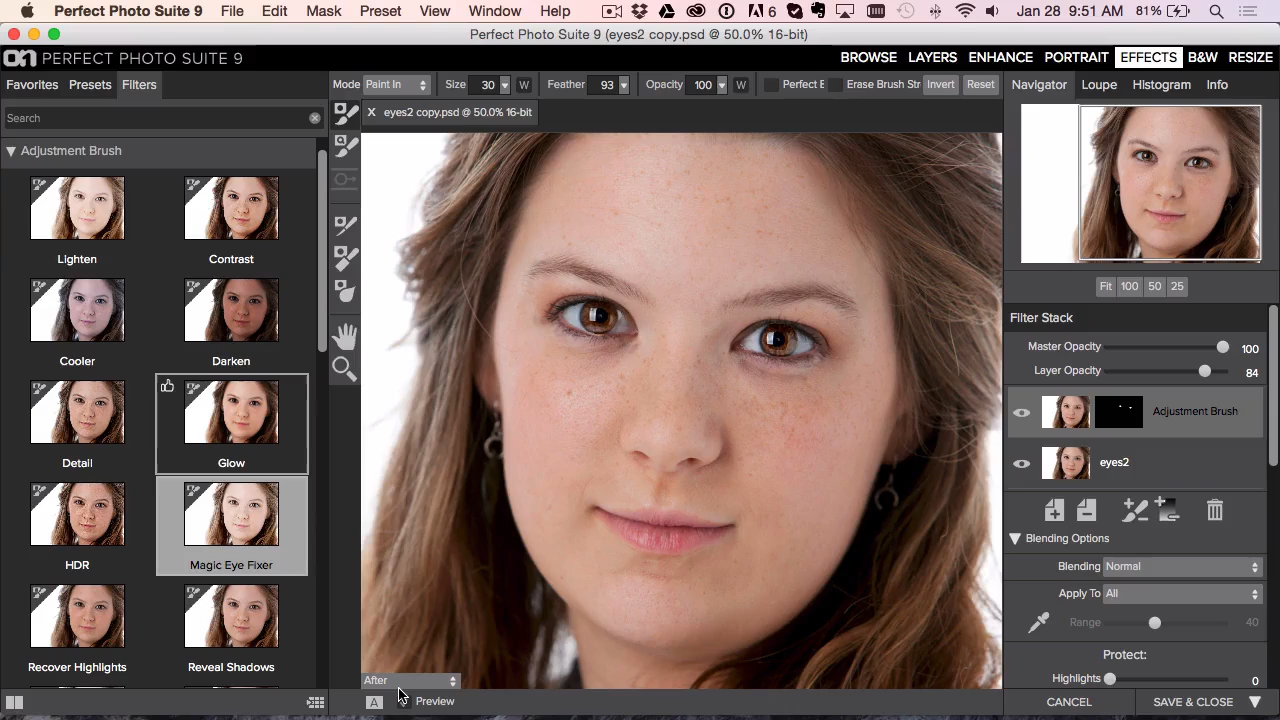 Perfect Photo Suite 9 File Edit Mask Preset View Window Help 6 Jan 28 9:51 AM 81%
Perfect Photo Suite 9 (eyes2 copy.psd @ 50.0% 16-bit)
on PERFECT PHOTO SUITE 9 BROWSE LAYERS ENHANCE PORTRAIT EFFECTS B&W RESIZE
Favorites Presets Filters Mode Paint In Size 30 W Feather 93 Opacity 100 W Perfect E Erase Brush Str Invert Reset Navigator Loupe Histogram Info
Search
X eyes2 copy.psd @ 50.0% 16-bit
Adjustment Brush
Lighten Contrast
Cooler Darken
Detail Glow
HDR Magic Eye Fixer
Recover Highlights Reveal Shadows
After
A Preview
Fit 100 50 25
Filter Stack
Master Opacity 100
Layer Opacity 84
Adjustment Brush
eyes2
Blending Options
Blending Normal
Apply To All
Range 40
Protect:
Highlights 0
CANCEL SAVE & CLOSE